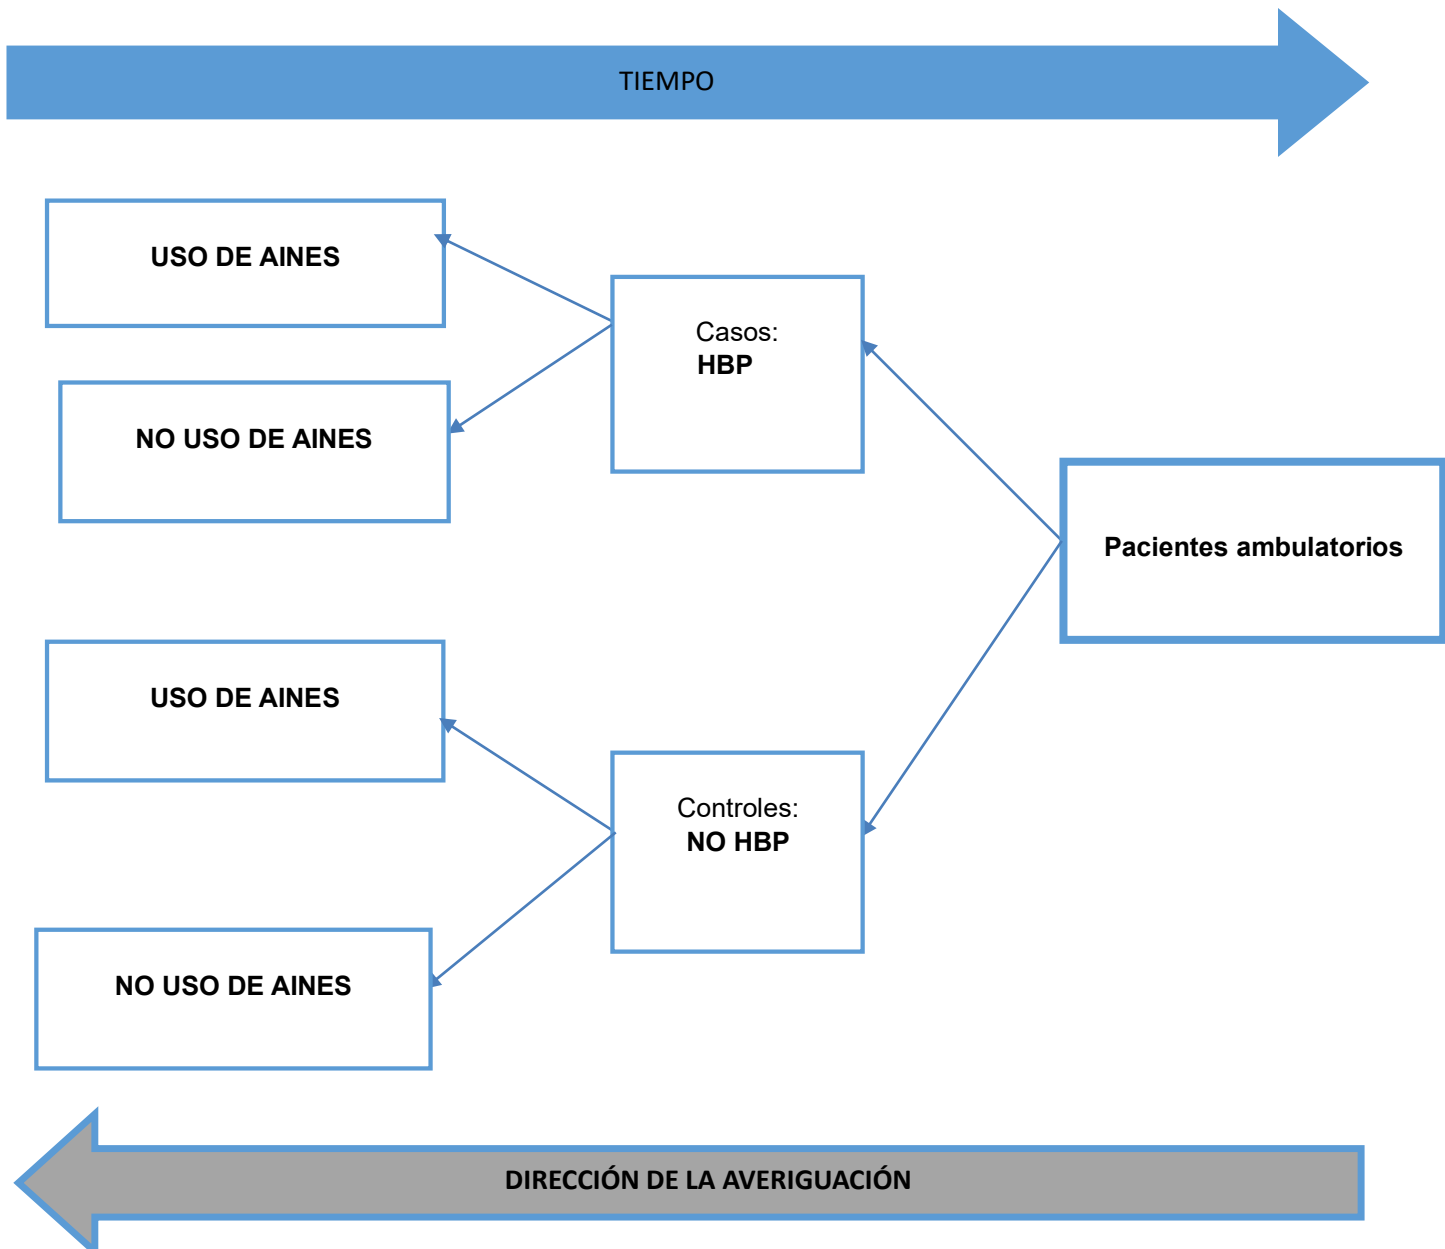 TIEMPO
USO DE AINES
NO USO DE AINES
Casos:
HBP
Pacientes ambulatorios
USO DE AINES
NO USO DE AINES
Controles:
NO HBP
DIRECCIÓN DE LA AVERIGUACIÓN